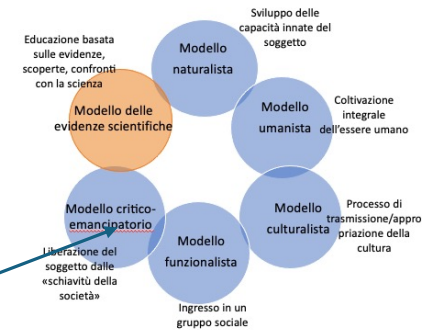 Sviluppo delle
capacità innate del
soggetto
Educazione basata
sulle evidenze,
scoperte, confronti
con la scienza
Modello
naturalista
Modello delle
evidenze scientifiche
Modello
umanista
Coltivazione
integrale
dell'essere umano
Modello critico-
emancipatorio
Modello
culturalista
Processo di
trasmissione/appro
priazione della
cultura
Modello
funzionalista
Liberazione del
soggetto dalle
«schiavitù della
società»
Ingresso in un
gruppo sociale